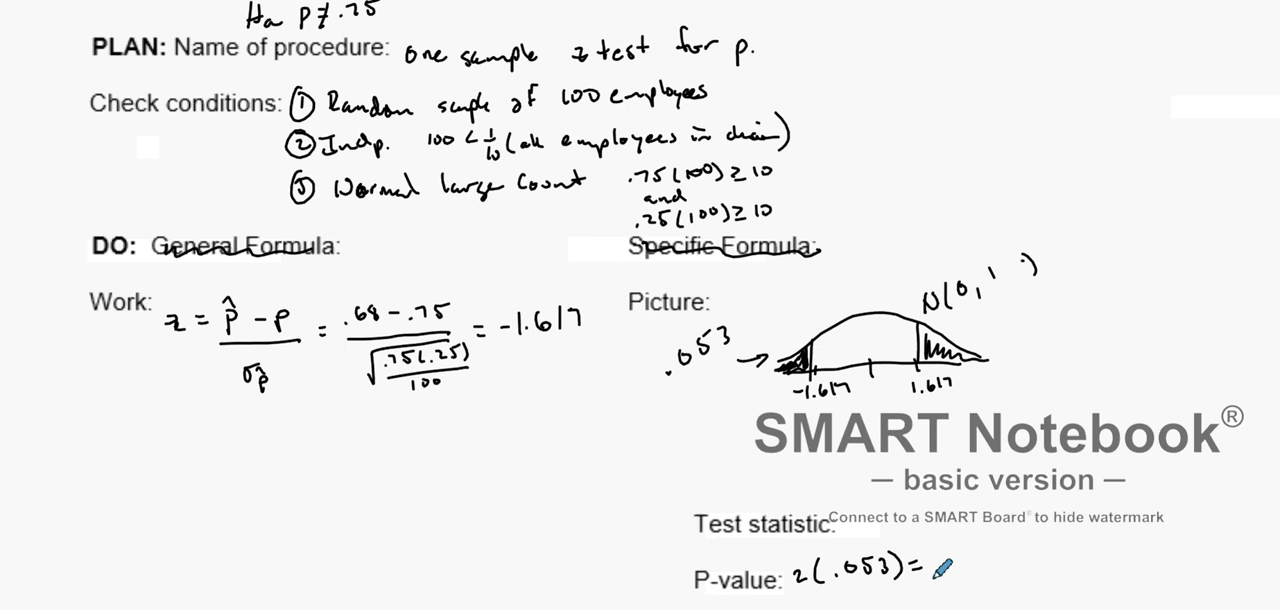 Ha P≠.75
PLAN: Name of procedure: one sample z test for p.
Check conditions: ① Random sample of 100 employees
② Indp. 100 < 1/10 (all employees in chain)
③ Normal large count .75(100) ≥ 10
and
.25(100) ≥ 10
DO: General Formula:
Specific Formula:
Work: z = p̂ - p / σp̂ = .68 - .75 / √.75(.25)/100 = -1.617
Picture: N(0,1)
.053 →
-1.617 1.617
SMART Notebook®
— basic version —
Test statistic:
Connect to a SMART Board® to hide watermark
P-value: 2(.053)=